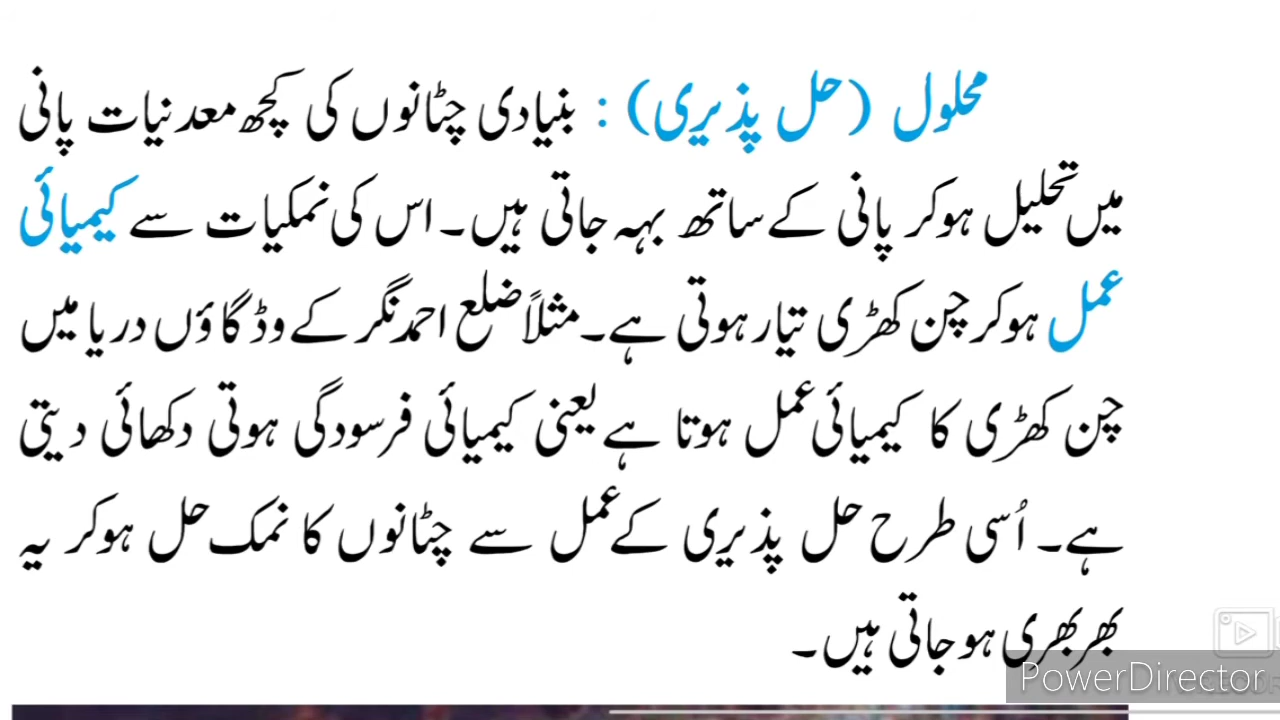 محلول (حل پذیری) : بنیادی چٹانوں کی کچھ معدنیات پانی
میں تحلیل ہوکر پانی کے ساتھ بہہ جاتی ہیں۔ اس کی نمکیات سے کیمیائی
عمل ہوکر چن کھڑی تیار ہوتی ہے۔ مثلاً ضلع احمدنگر کے وڈگاؤں دریا میں
چن کھڑی کا کیمیائی عمل ہوتا ہے یعنی کیمیائی فرسودگی ہوتی دکھائی دیتی
ہے۔ اُسی طرح حل پذیری کے عمل سے چٹانوں کا نمک حل ہوکر یہ
بھربھری ہوجاتی ہیں۔
PowerDirector